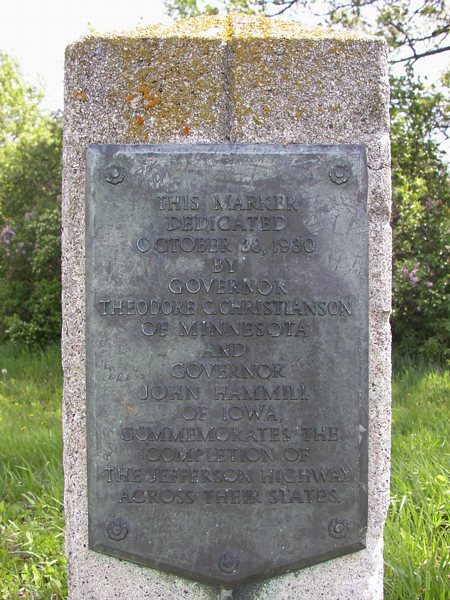 THIS MARKER
DEDICATED
OCTOBER 28, 1930
BY
GOVERNOR
THEODORE C. CHRISTIANSON
OF MINNESOTA
AND
GOVERNOR
JOHN HAMMILL
OF IOWA,
COMMEMORATES THE
COMPLETION OF
THE JEFFERSON HIGHWAY
ACROSS THEIR STATES.